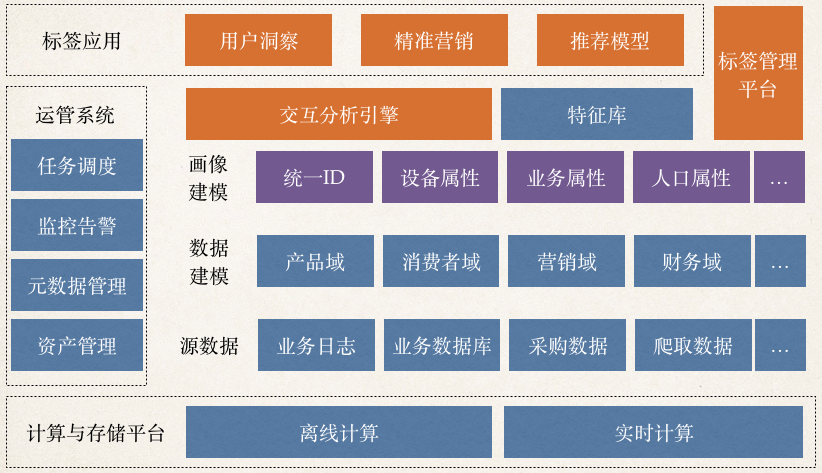 标签应用
用户洞察
精准营销
推荐模型
标签管理
平台
运管系统
任务调度
监控告警
元数据管理
资产管理
交互分析引擎
特征库
画像
建模
统一ID
设备属性
业务属性
人口属性
…
数据
建模
产品域
消费者域
营销域
财务域
…
源数据
业务日志
业务数据库
采购数据
爬取数据
…
计算与存储平台
离线计算
实时计算